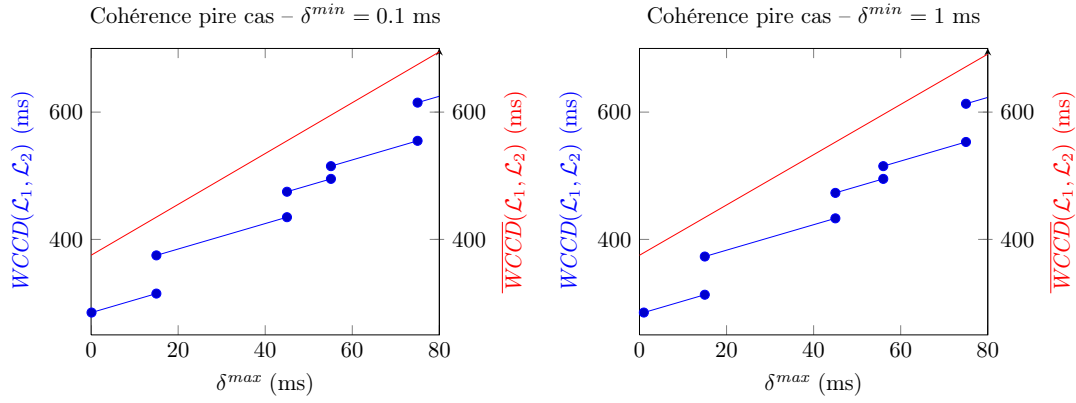 Cohérence pire cas – δ^min = 0.1 ms
WCCD(L₁, L₂) (ms)
600
400
600
400
WCCD(L₁, L₂) (ms)
0 20 40 60 80
δ^max (ms)
Cohérence pire cas – δ^min = 1 ms
WCCD(L₁, L₂) (ms)
600
400
600
400
WCCD(L₁, L₂) (ms)
0 20 40 60 80
δ^max (ms)